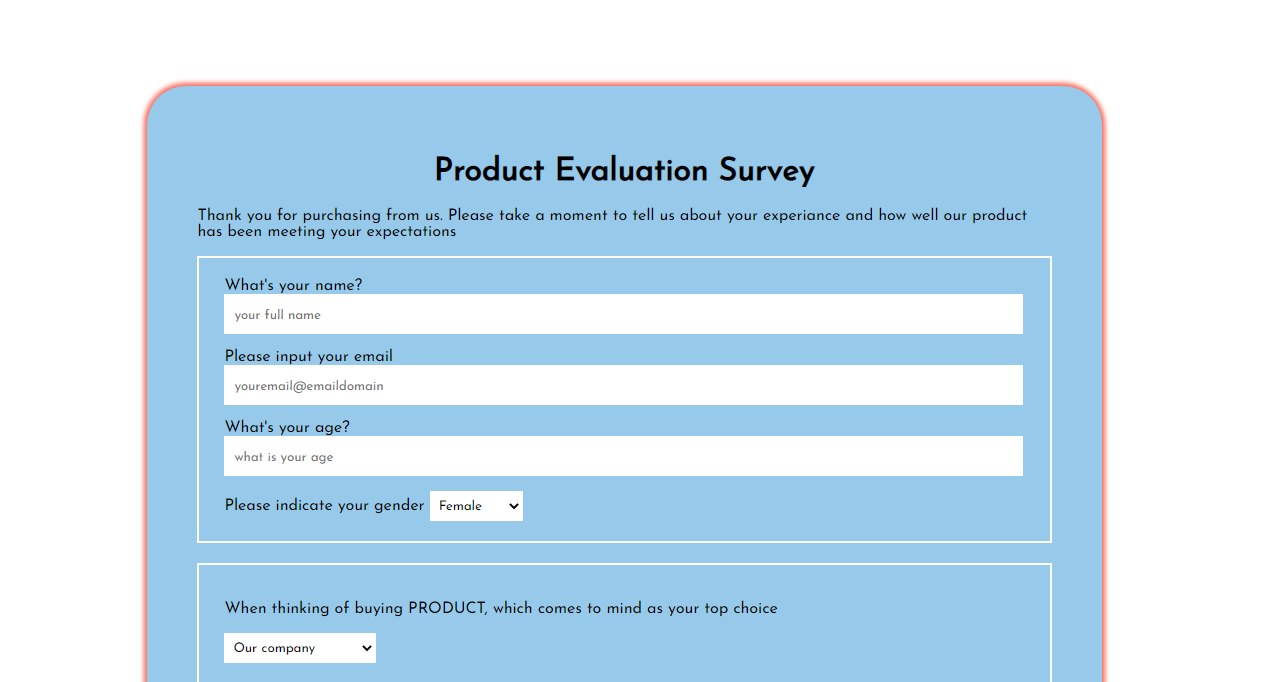 Product Evaluation Survey
Thank you for purchasing from us. Please take a moment to tell us about your experiance and how well our product
has been meeting your expectations
What's your name?
your full name
Please input your email
youremail@emaildomain
What's your age?
what is your age
Please indicate your gender Female
When thinking of buying PRODUCT, which comes to mind as your top choice
Our company